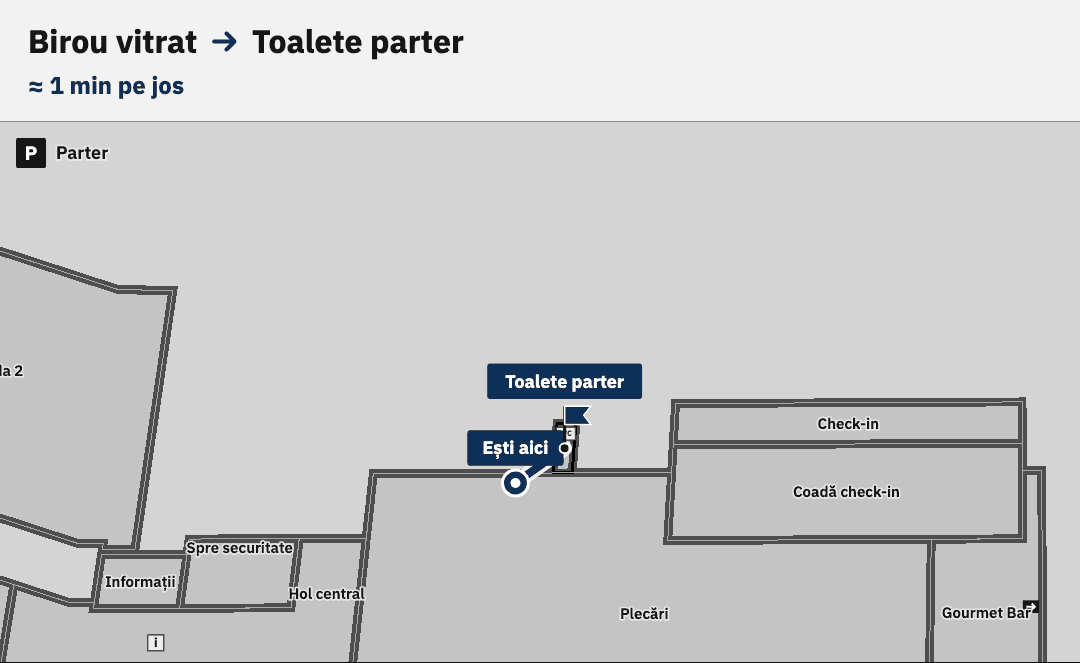 Birou vitrat → Toalete parter
≈ 1 min pe jos
P Parter
la 2
Toalete parter
Ești aici
Check-in
Coadă check-in
Spre securitate
Informații
Hol central
Plecări
Gourmet Bar
i